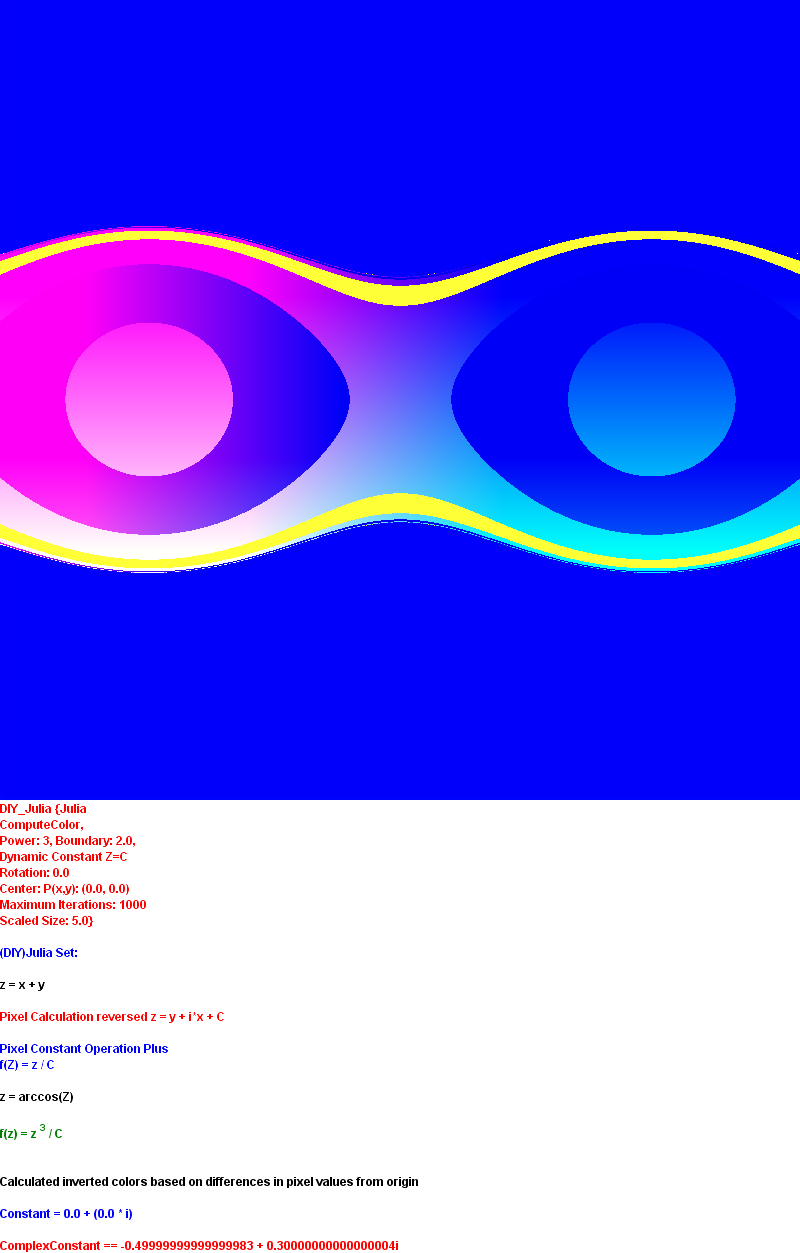 DIY_Julia {Julia
ComputeColor,
Power: 3, Boundary: 2.0,
Dynamic Constant Z=C
Rotation: 0.0
Center: P(x,y): (0.0, 0.0)
Maximum Iterations: 1000
Scaled Size: 5.0}
(DIY)Julia Set:
z = x + y
Pixel Calculation reversed z = y + i*x + C
Pixel Constant Operation Plus
f(Z) = z / C
z = arccos(Z)
f(z) = z ³ / C
Calculated inverted colors based on differences in pixel values from origin
Constant = 0.0 + (0.0 * i)
ComplexConstant == -0.49999999999999983 + 0.30000000000000004i